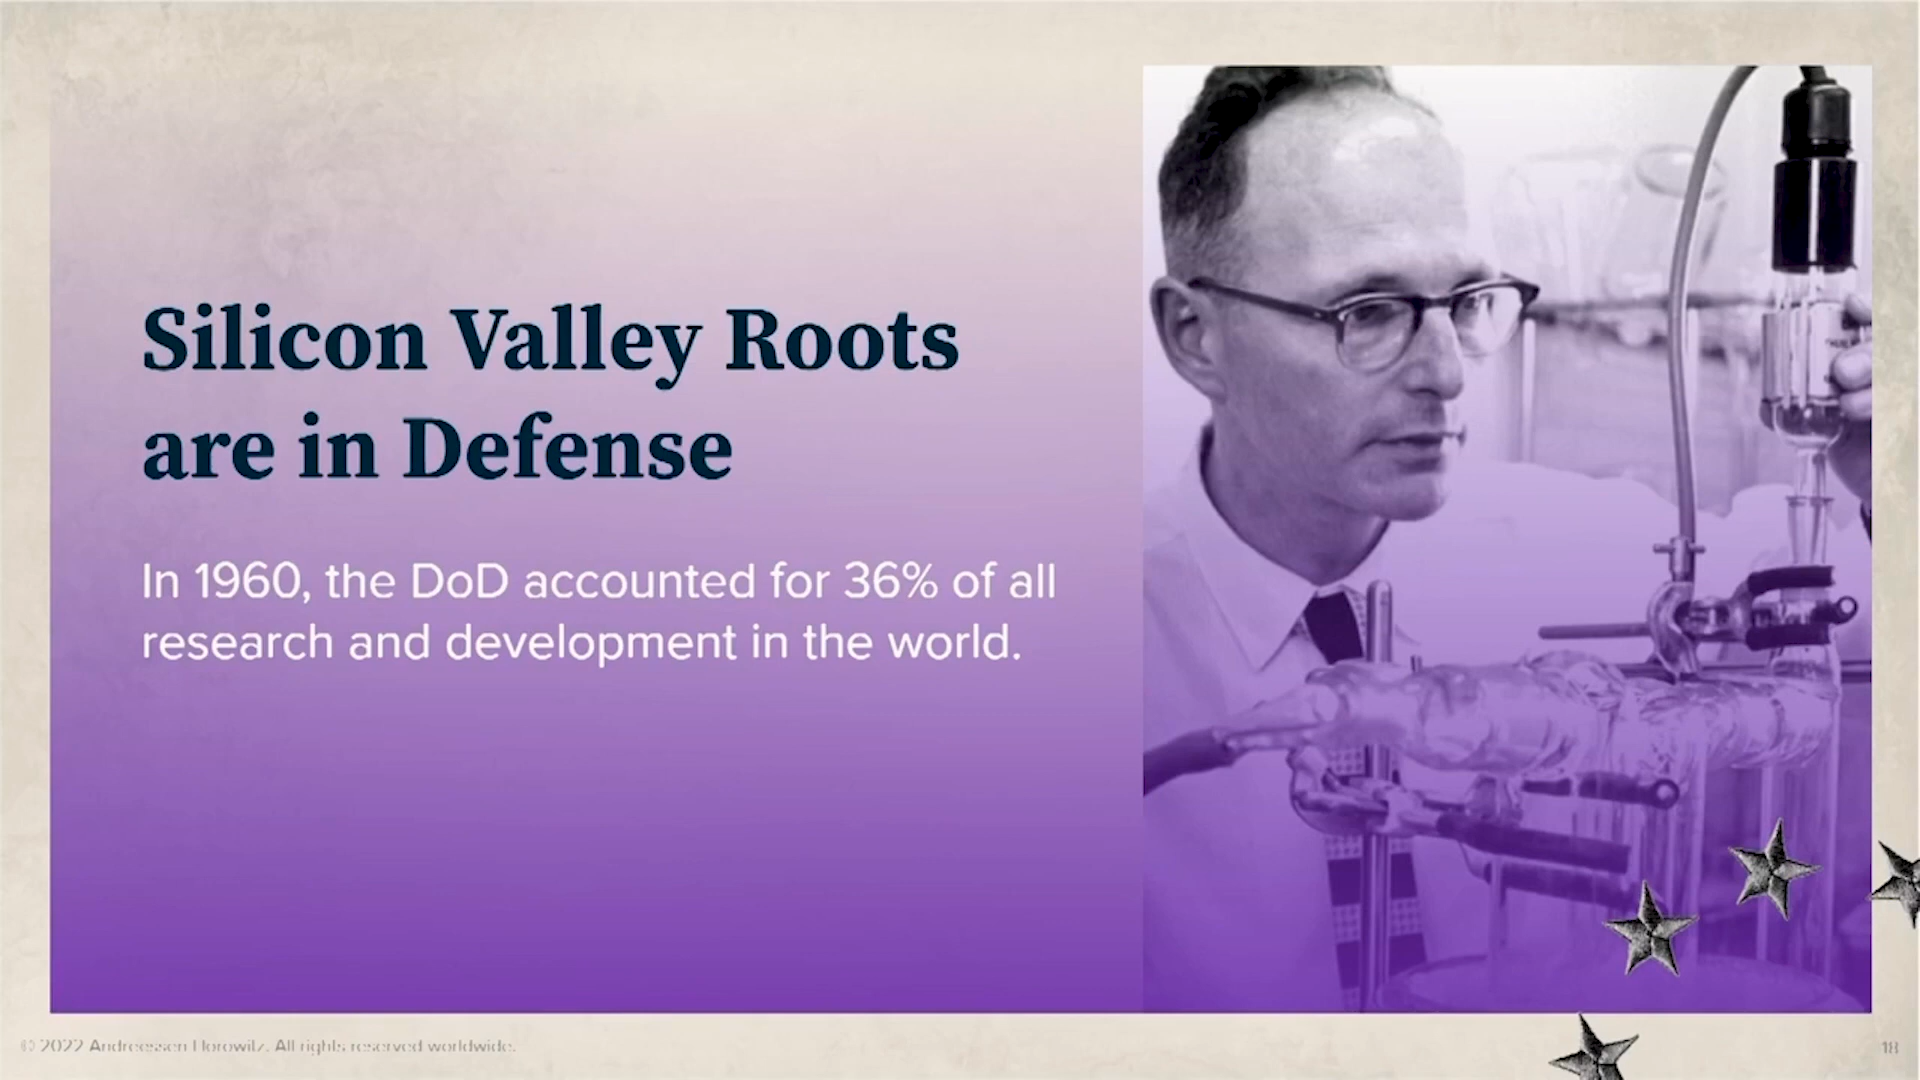 Silicon Valley Roots
are in Defense
In 1960, the DoD accounted for 36% of all
research and development in the world.
© 2022 Andreessen Horowitz. All rights reserved worldwide.
18